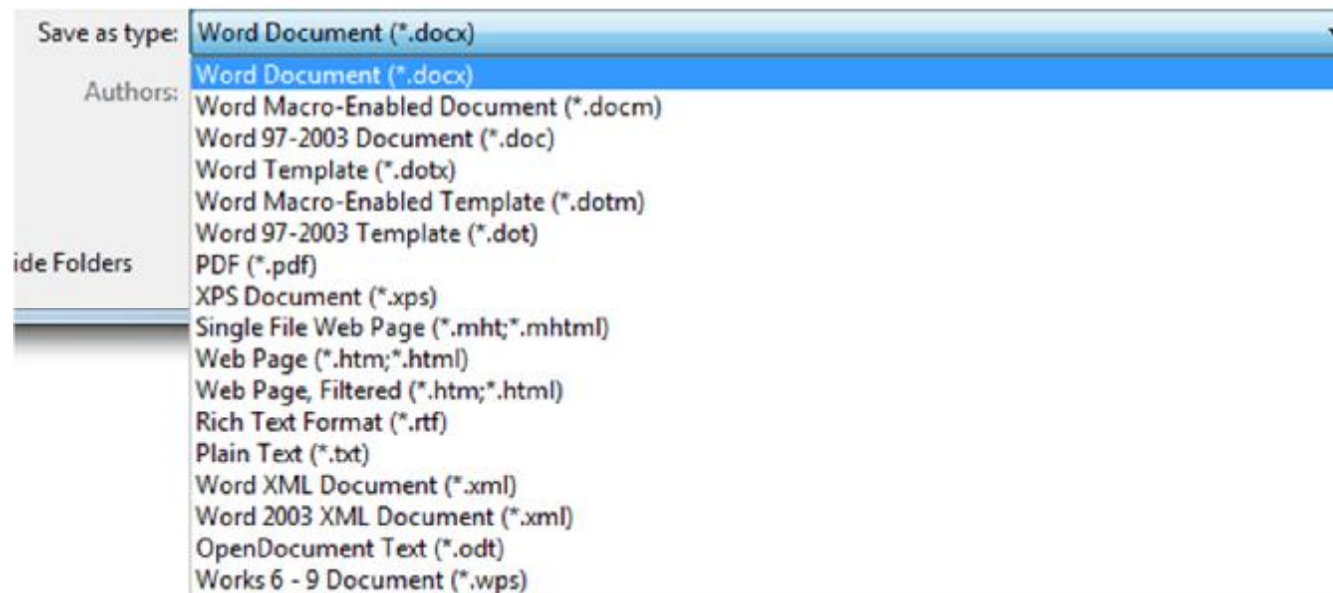 Save as type: Word Document (*.docx)
Word Document (*.docx)
Authors:
Word Macro-Enabled Document (*.docm)
Word 97-2003 Document (*.doc)
Word Template (*.dotx)
Word Macro-Enabled Template (*.dotm)
Word 97-2003 Template (*.dot)
ide Folders
PDF (*.pdf)
XPS Document (*.xps)
Single File Web Page (*.mht;*.mhtml)
Web Page (*.htm;*.html)
Web Page, Filtered (*.htm;*.html)
Rich Text Format (*.rtf)
Plain Text (*.txt)
Word XML Document (*.xml)
Word 2003 XML Document (*.xml)
OpenDocument Text (*.odt)
Works 6 - 9 Document (*.wps)